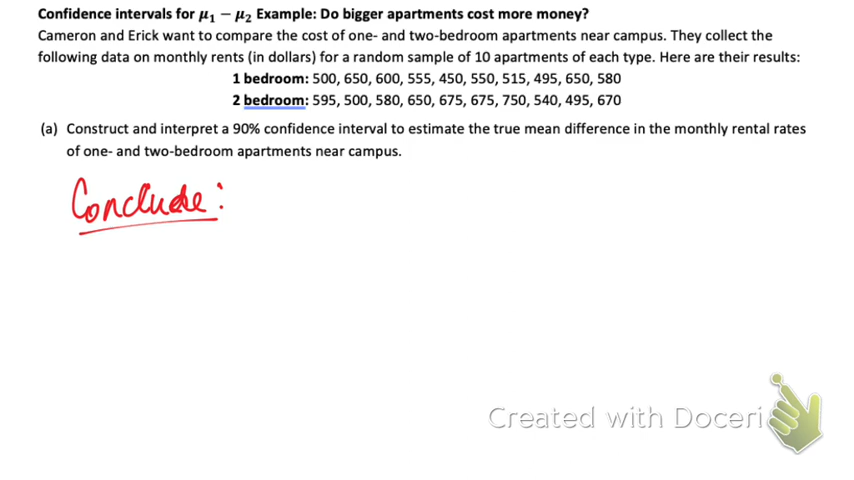 Confidence intervals for μ₁ − μ₂ Example: Do bigger apartments cost more money?
Cameron and Erick want to compare the cost of one- and two-bedroom apartments near campus. They collect the
following data on monthly rents (in dollars) for a random sample of 10 apartments of each type. Here are their results:
1 bedroom: 500, 650, 600, 555, 450, 550, 515, 495, 650, 580
2 bedroom: 595, 500, 580, 650, 675, 675, 750, 540, 495, 670
(a) Construct and interpret a 90% confidence interval to estimate the true mean difference in the monthly rental rates
of one- and two-bedroom apartments near campus.
Conclude:
Created with Doceri